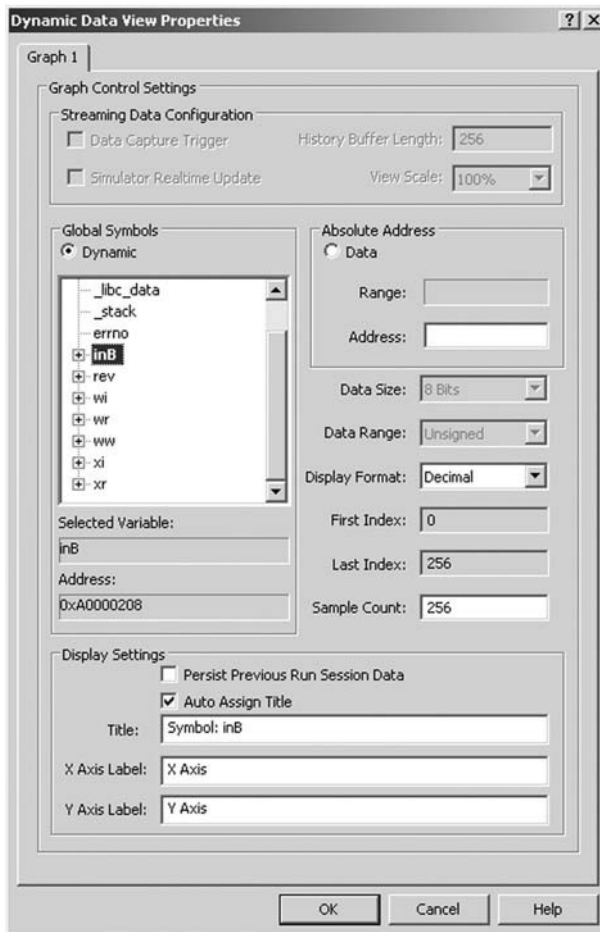 Dynamic Data View Properties
Graph 1
Graph Control Settings
Streaming Data Configuration
Data Capture Trigger
History Buffer Length: 256
Simulator Realtime Update
View Scale: 100%
Global Symbols
Dynamic
_libc_data
_stack
errno
inB
rev
wi
wr
ww
xi
xr
Selected Variable:
inB
Address:
0xA0000208
Absolute Address
Data
Range:
Address:
Data Size: 8 Bits
Data Range: Unsigned
Display Format: Decimal
First Index: 0
Last Index: 256
Sample Count: 256
Display Settings
Persist Previous Run Session Data
Auto Assign Title
Title: Symbol: inB
X Axis Label: X Axis
Y Axis Label: Y Axis
OK Cancel Help